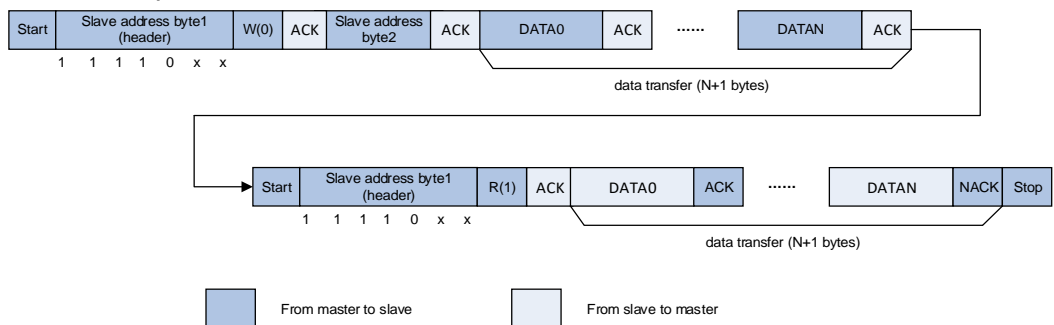 Start Slave address byte1 (header) W(0) ACK Slave address byte2 ACK DATA0 ACK ...... DATAN ACK
1 1 1 1 0 x x
data transfer (N+1 bytes)
Start Slave address byte1 (header) R(1) ACK DATA0 ACK ...... DATAN NACK Stop
1 1 1 1 0 x x
data transfer (N+1 bytes)
From master to slave From slave to master